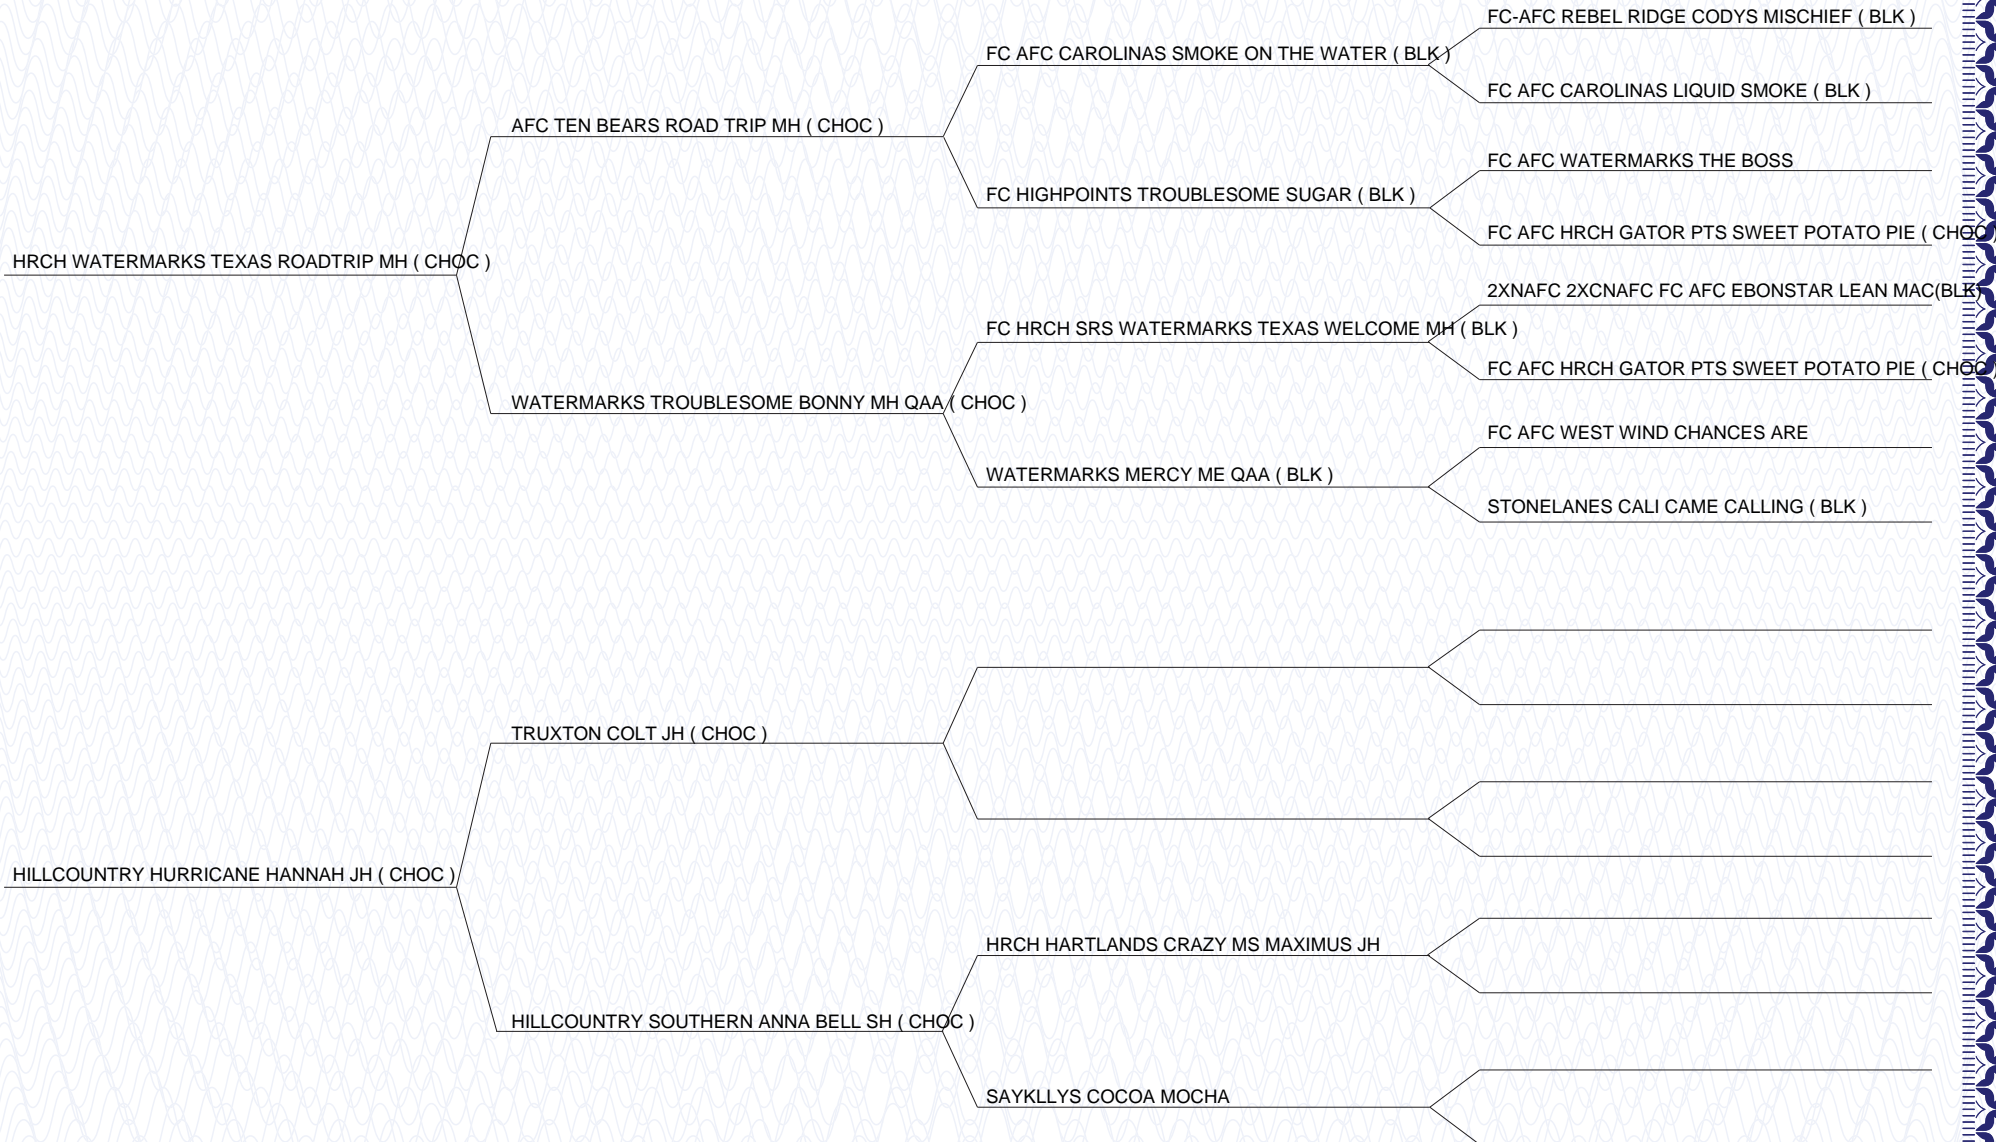 FC-AFC REBEL RIDGE CODYS MISCHIEF ( BLK )
FC AFC CAROLINAS SMOKE ON THE WATER ( BLK )
FC AFC CAROLINAS LIQUID SMOKE ( BLK )
AFC TEN BEARS ROAD TRIP MH ( CHOC )
FC AFC WATERMARKS THE BOSS
FC HIGHPOINTS TROUBLESOME SUGAR ( BLK )
FC AFC HRCH GATOR PTS SWEET POTATO PIE ( CHOC )
HRCH WATERMARKS TEXAS ROADTRIP MH ( CHOC )
2XNAFC 2XCNAFC FC AFC EBONSTAR LEAN MAC(BLK)
FC HRCH SRS WATERMARKS TEXAS WELCOME MH ( BLK )
FC AFC HRCH GATOR PTS SWEET POTATO PIE ( CHOC )
WATERMARKS TROUBLESOME BONNY MH QAA ( CHOC )
FC AFC WEST WIND CHANCES ARE
WATERMARKS MERCY ME QAA ( BLK )
STONELANES CALI CAME CALLING ( BLK )
TRUXTON COLT JH ( CHOC )
HILLCOUNTRY HURRICANE HANNAH JH ( CHOC )
HRCH HARTLANDS CRAZY MS MAXIMUS JH
HILLCOUNTRY SOUTHERN ANNA BELL SH ( CHOC )
SAYKLLYS COCOA MOCHA